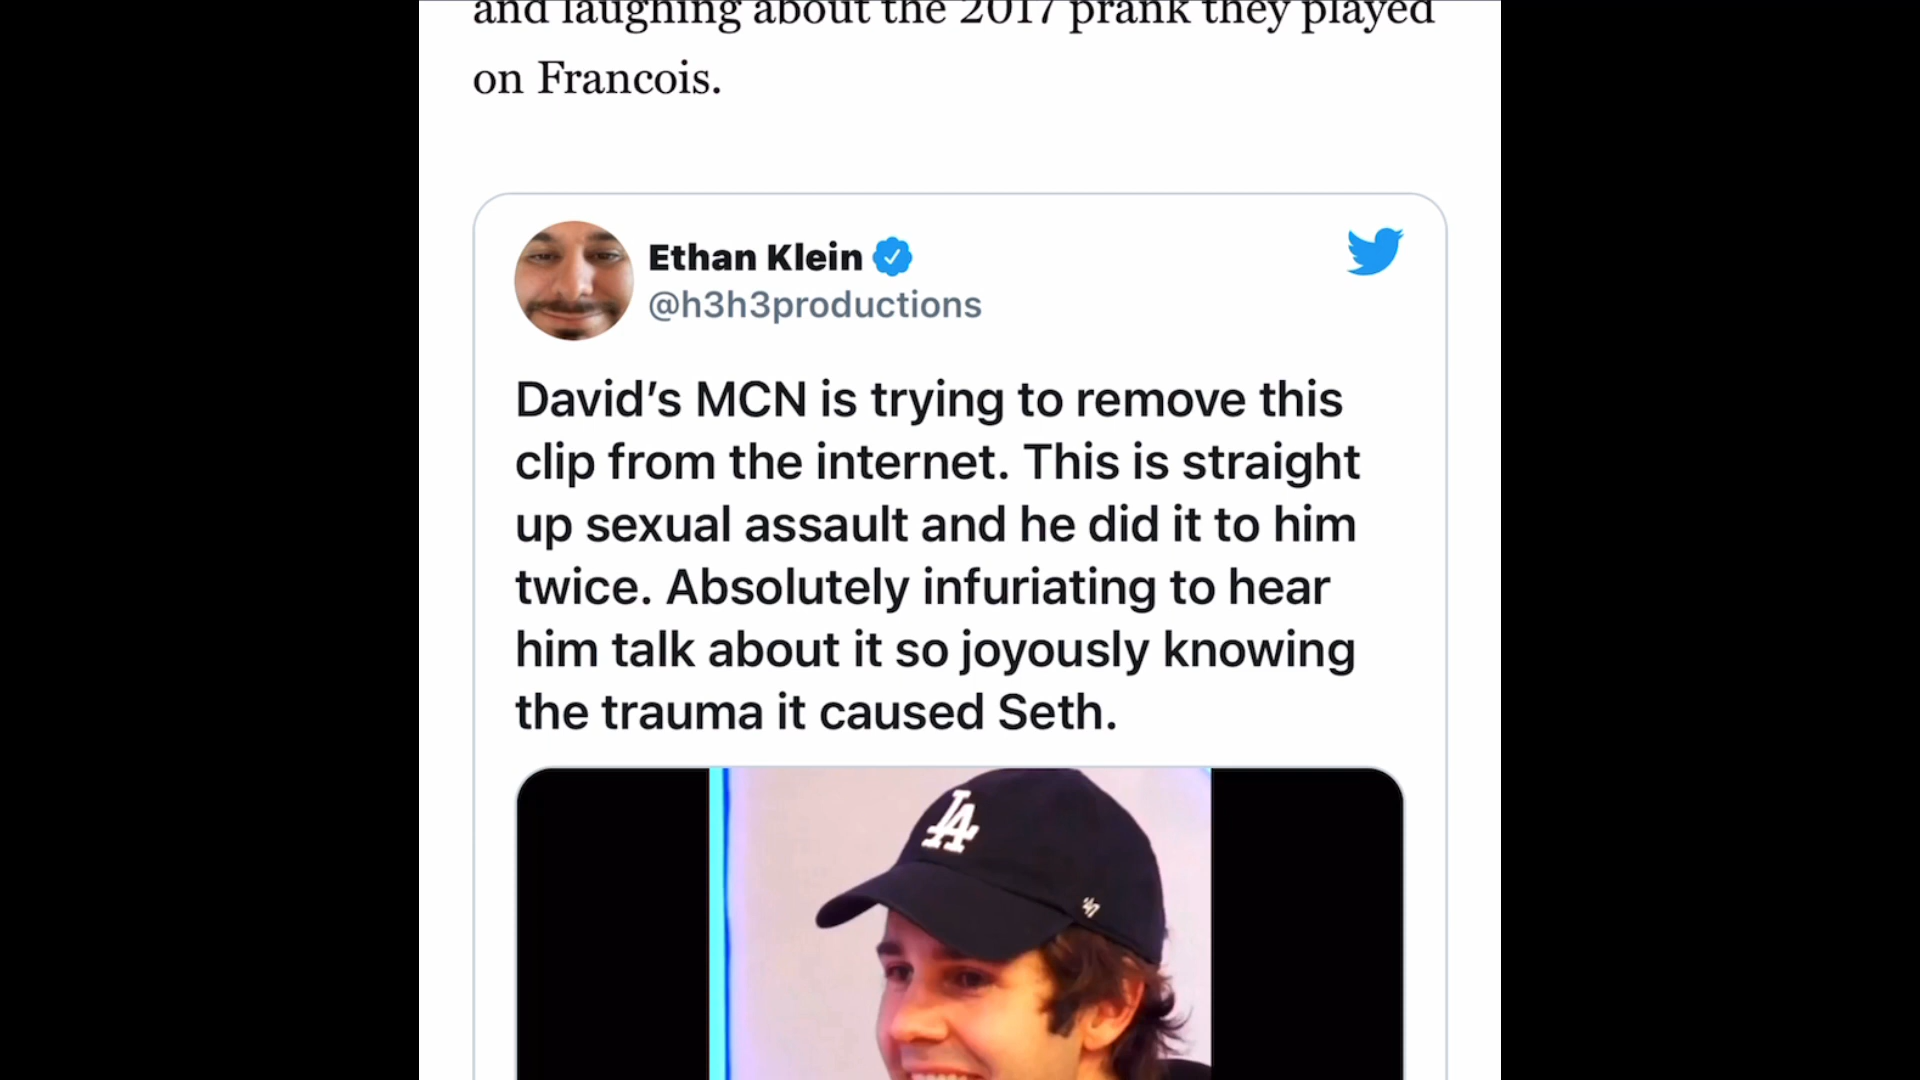 and laughing about the 2017 prank they played
on Francois.
Ethan Klein
@h3h3productions
David’s MCN is trying to remove this
clip from the internet. This is straight
up sexual assault and he did it to him
twice. Absolutely infuriating to hear
him talk about it so joyously knowing
the trauma it caused Seth.
LA
47